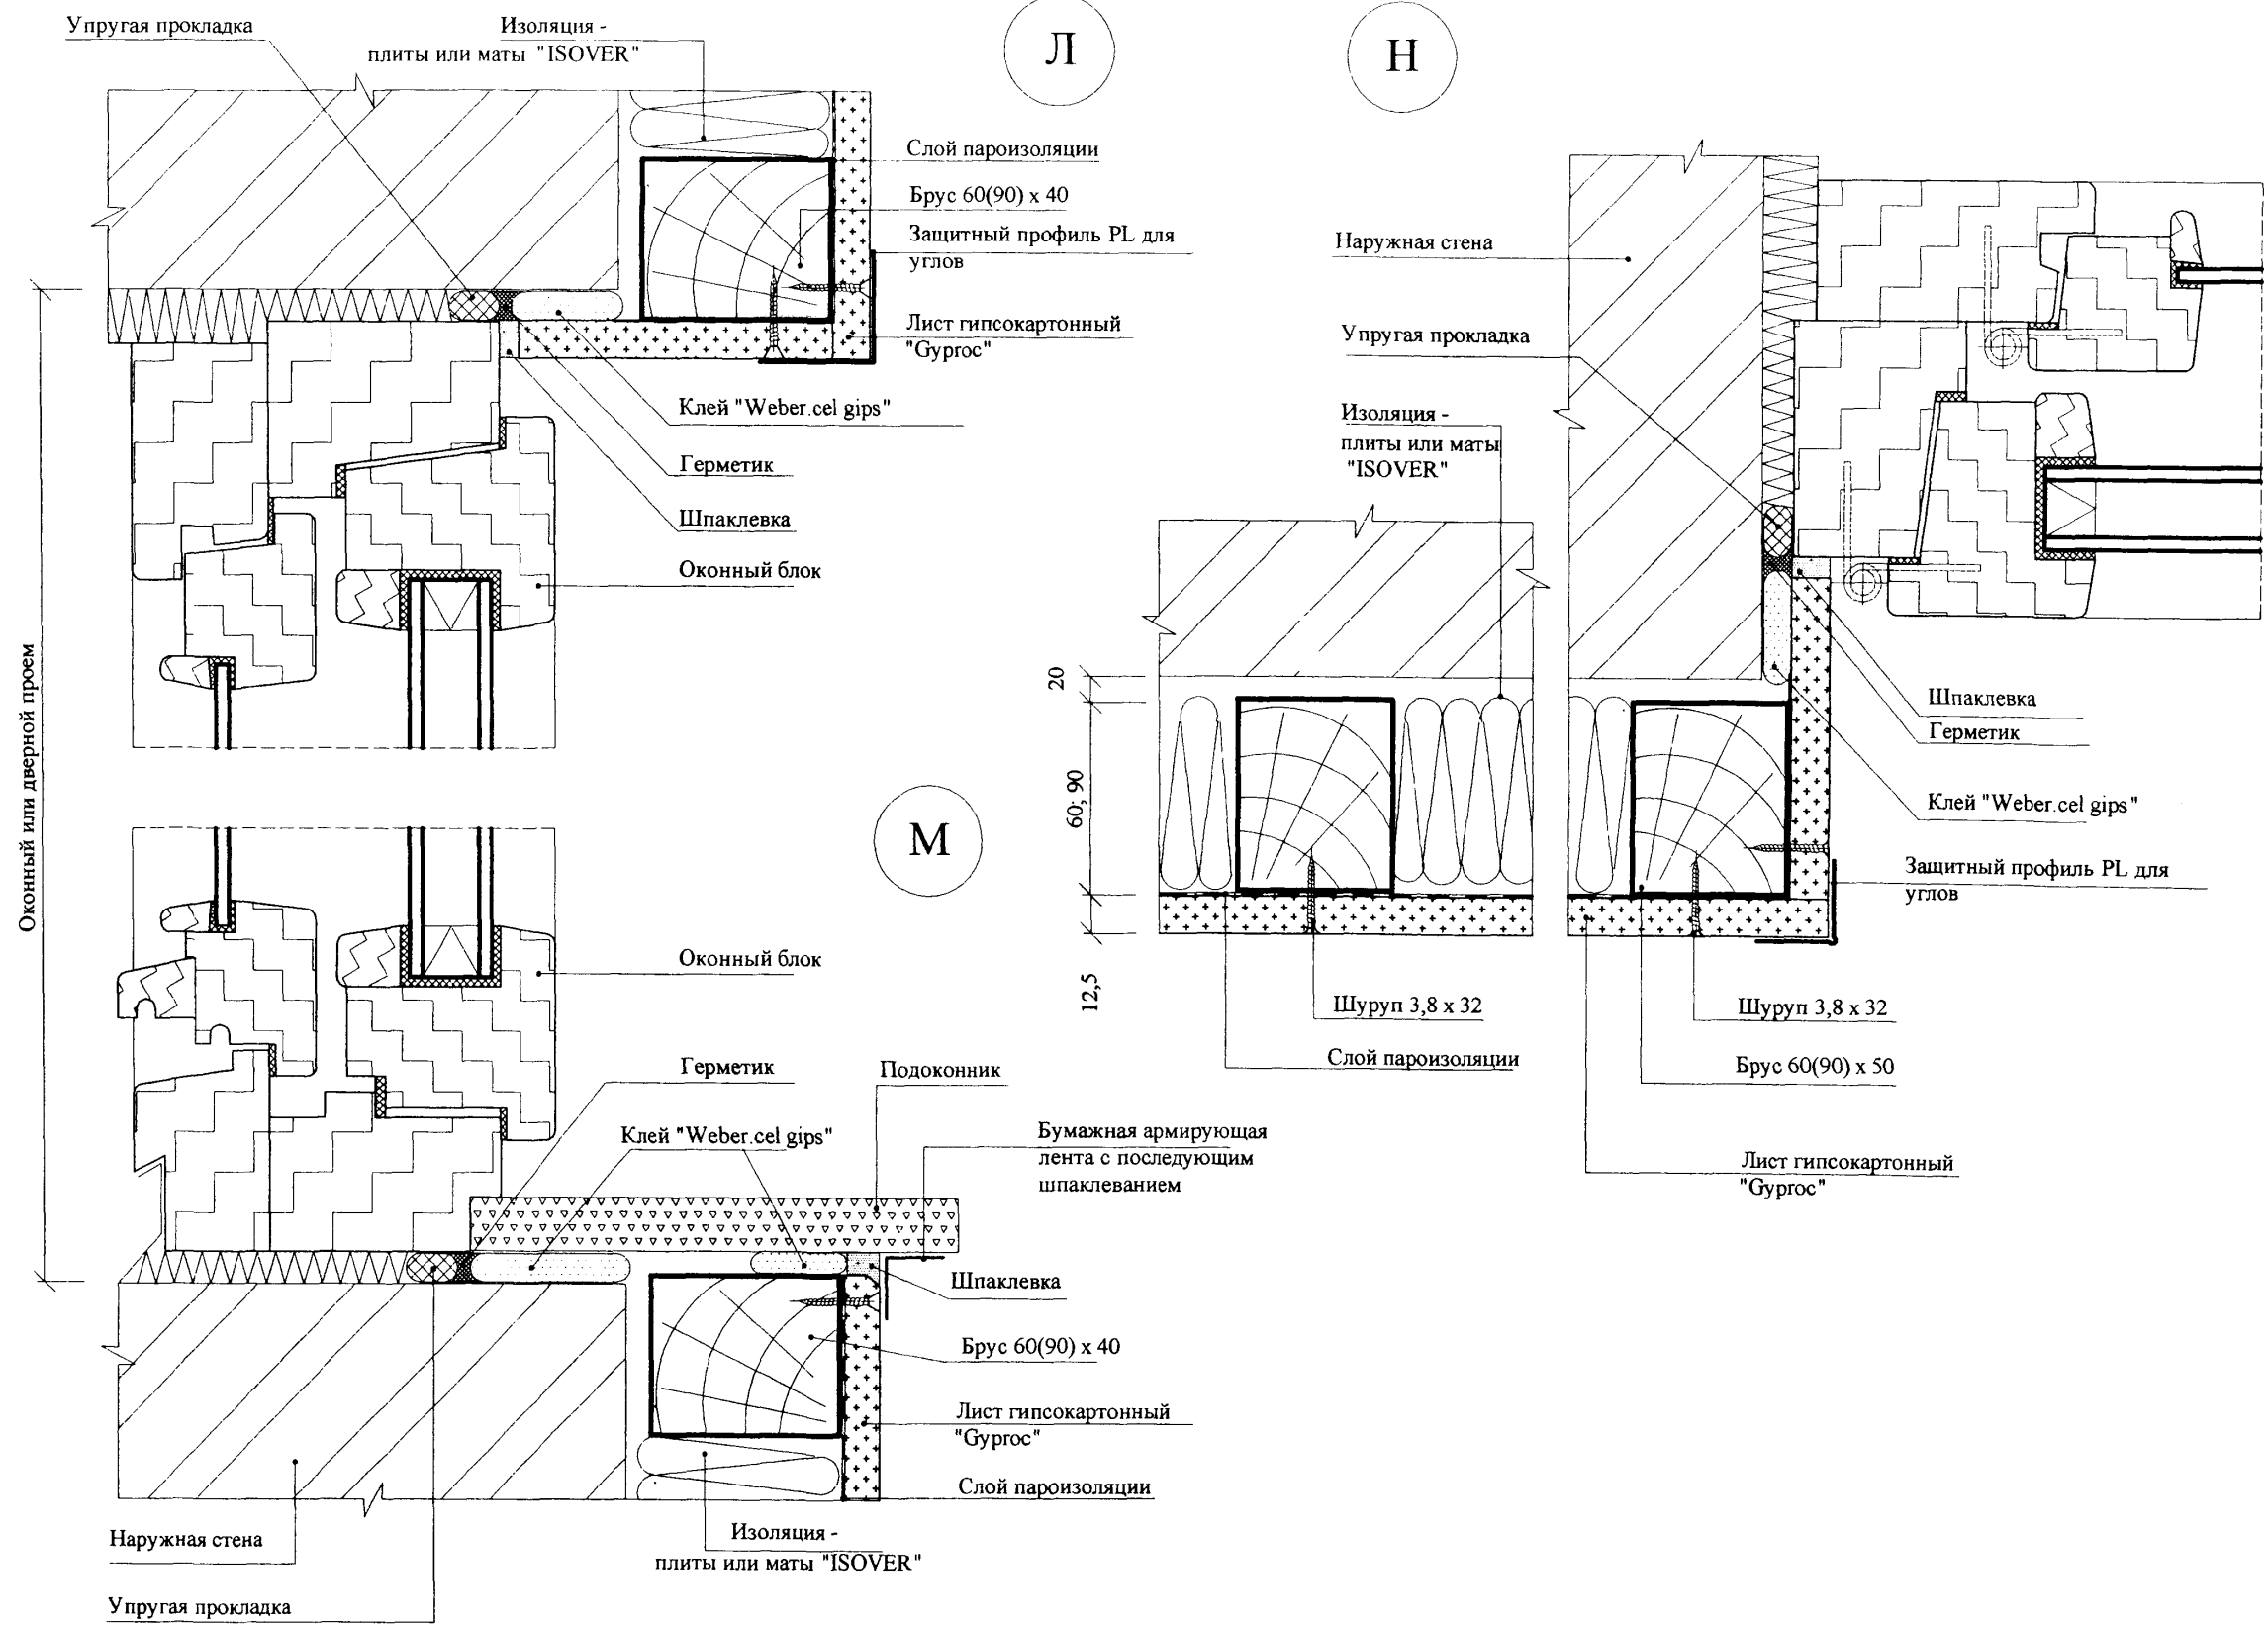 Упругая прокладка
Изоляция -
плиты или маты "ISOVER"
Л
Слой пароизоляции
Брус 60(90) х 40
Защитный профиль PL для
углов
Лист гипсокартонный
"Gyproc"
Клей "Weber.cel gips"
Герметик
Шпаклевка
Оконный блок
Оконный или дверной проем
М
Оконный блок
Герметик
Подоконник
Клей "Weber.cel gips"
Бумажная армирующая
лента с последующим
шпаклеванием
Шпаклевка
Брус 60(90) х 40
Лист гипсокартонный
"Gyproc"
Слой пароизоляции
Изоляция -
плиты или маты "ISOVER"
Наружная стена
Упругая прокладка
Н
Наружная стена
Упругая прокладка
Изоляция -
плиты или маты
"ISOVER"
20
60; 90
12,5
Шпаклевка
Герметик
Клей "Weber.cel gips"
Защитный профиль PL для
углов
Шуруп 3,8 х 32
Слой пароизоляции
Шуруп 3,8 х 32
Брус 60(90) х 50
Лист гипсокартонный
"Gyproc"